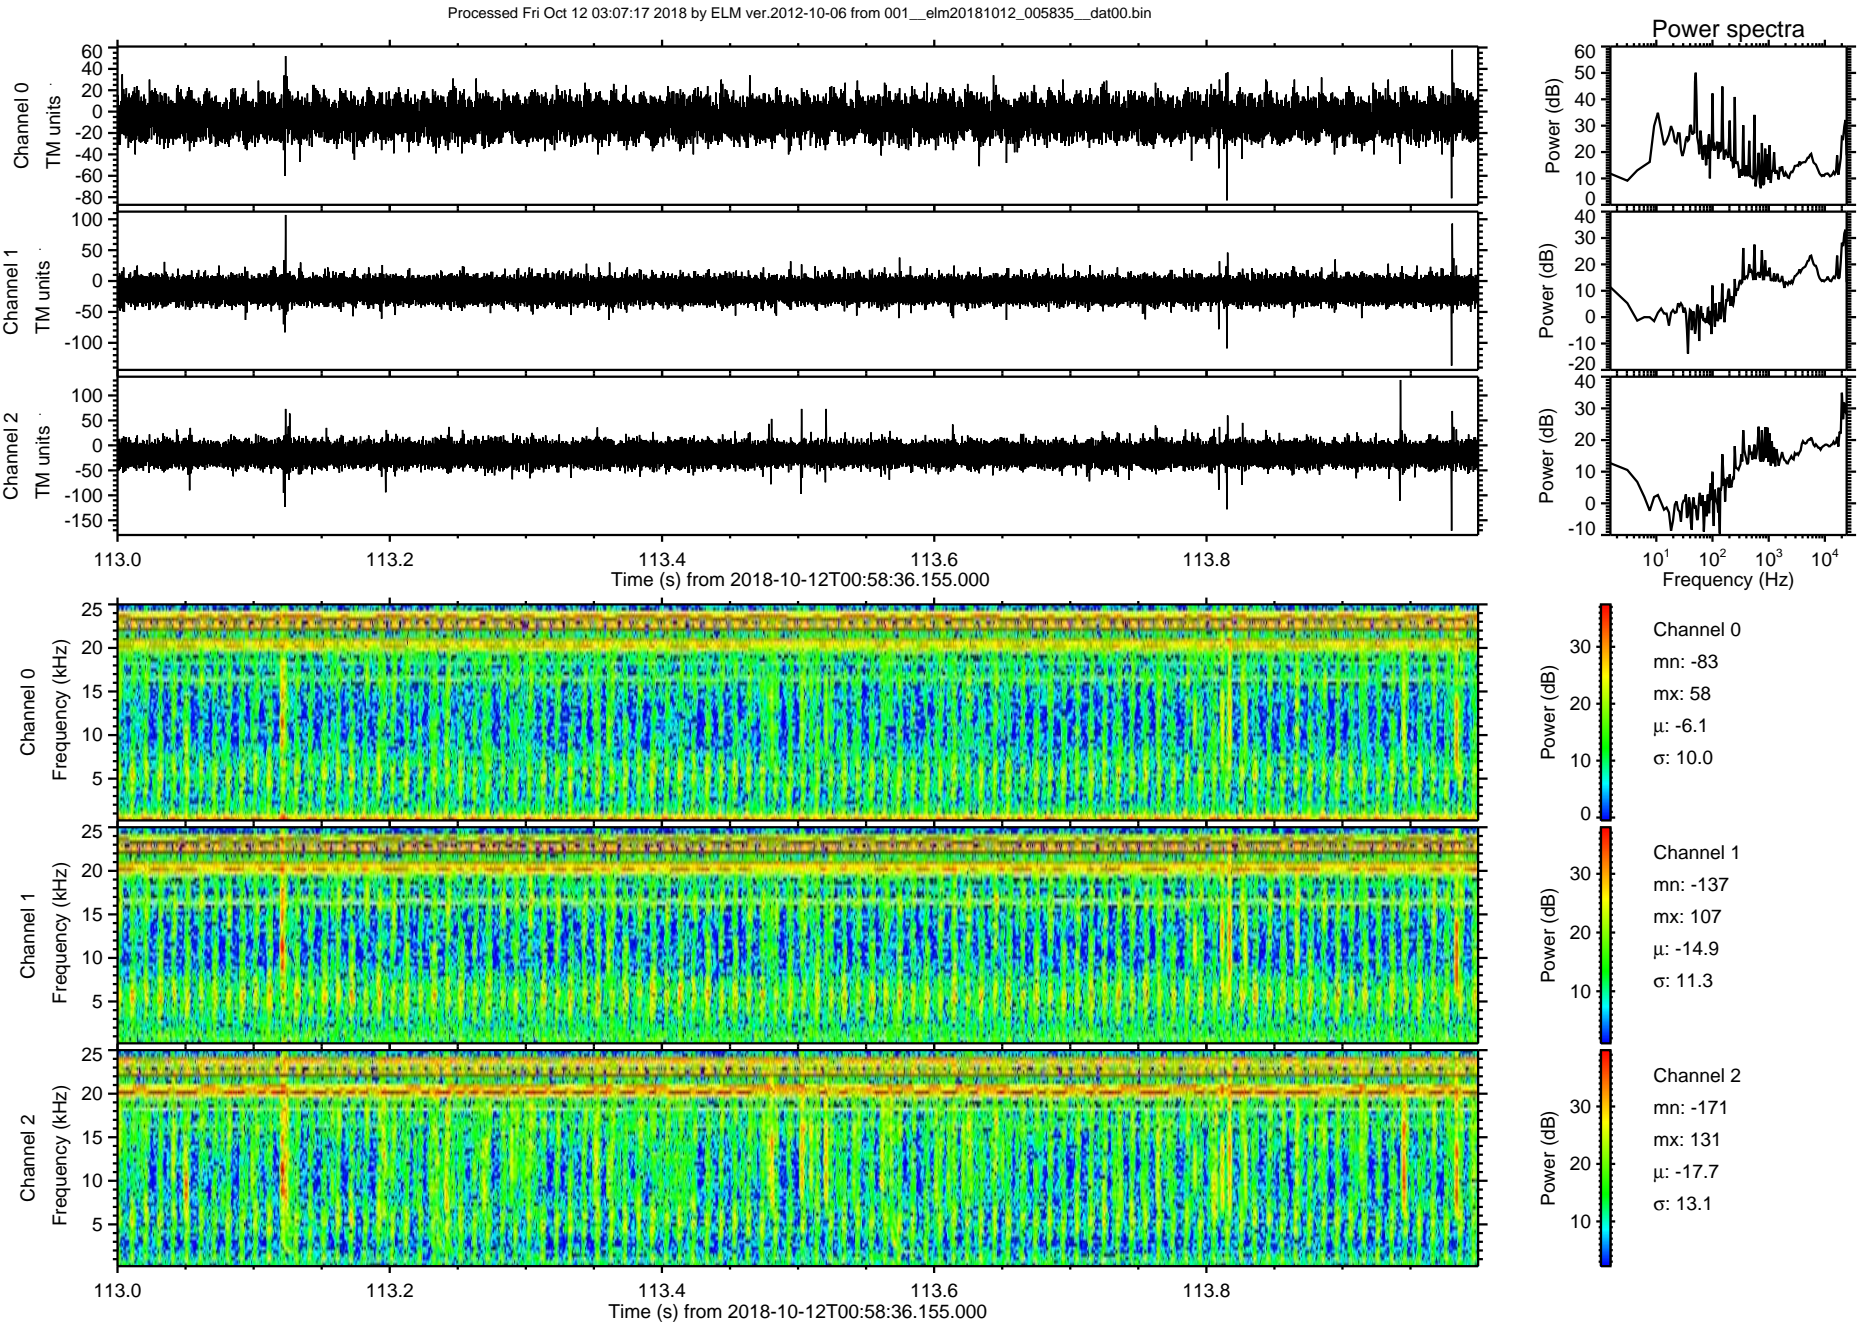 Processed Fri Oct 12 03:07:17 2018 by ELM ver.2012-10-06 from 001__elm20181012_005835__dat00.bin
Power spectra
Channel 0
TM units
60
40
20
0
-20
-40
-60
-80
Power (dB)
60
50
40
30
20
10
0
Channel 1
TM units
100
50
0
-50
-100
Power (dB)
40
30
20
10
0
-10
-20
Channel 2
TM units
100
50
0
-50
-100
-150
Power (dB)
40
30
20
10
0
-10
113.0 113.2 113.4 113.6 113.8
Time (s) from 2018-10-12T00:58:36.155.000
10^1 10^2 10^3 10^4
Frequency (Hz)
Channel 0
Frequency (kHz)
25
20
15
10
5
Power (dB)
30
20
10
0
Channel 0
mn: -83
mx: 58
μ: -6.1
σ: 10.0
Channel 1
Frequency (kHz)
25
20
15
10
5
Power (dB)
30
20
10
Channel 1
mn: -137
mx: 107
μ: -14.9
σ: 11.3
Channel 2
Frequency (kHz)
25
20
15
10
5
Power (dB)
30
20
10
Channel 2
mn: -171
mx: 131
μ: -17.7
σ: 13.1
113.0 113.2 113.4 113.6 113.8
Time (s) from 2018-10-12T00:58:36.155.000